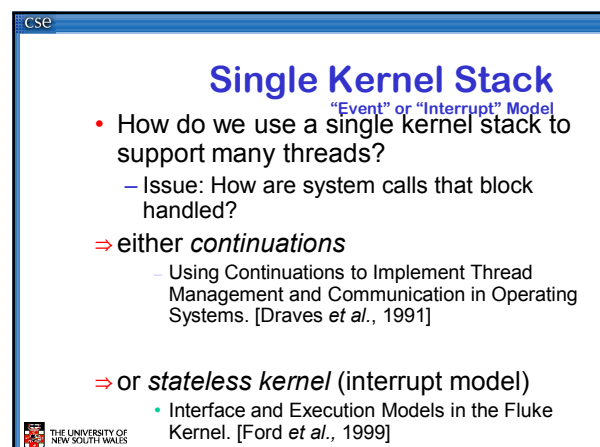 cse
Single Kernel Stack
“Event” or “Interrupt” Model
• How do we use a single kernel stack to
support many threads?
– Issue: How are system calls that block
handled?
⇒ either continuations
– Using Continuations to Implement Thread
Management and Communication in Operating
Systems. [Draves et al., 1991]
⇒ or stateless kernel (interrupt model)
• Interface and Execution Models in the Fluke
Kernel. [Ford et al., 1999]
THE UNIVERSITY OF
NEW SOUTH WALES